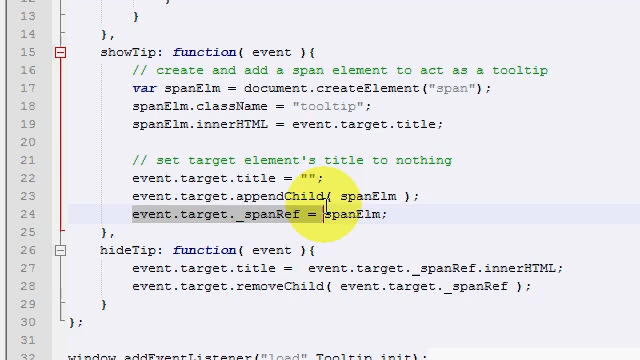 13 }
14 },
15 showTip: function( event ){
16 // create and add a span element to act as a tooltip
17 var spanElm = document.createElement("span");
18 spanElm.className = "tooltip";
19 spanElm.innerHTML = event.target.title;
20
21 // set target element's title to nothing
22 event.target.title = "";
23 event.target.appendChild( spanElm );
24 event.target._spanRef = spanElm;
25 },
26 hideTip: function( event ){
27 event.target.title = event.target._spanRef.innerHTML;
28 event.target.removeChild( event.target._spanRef );
29 }
30 };
31
32 window.addEventListener("load",Tooltip.init);